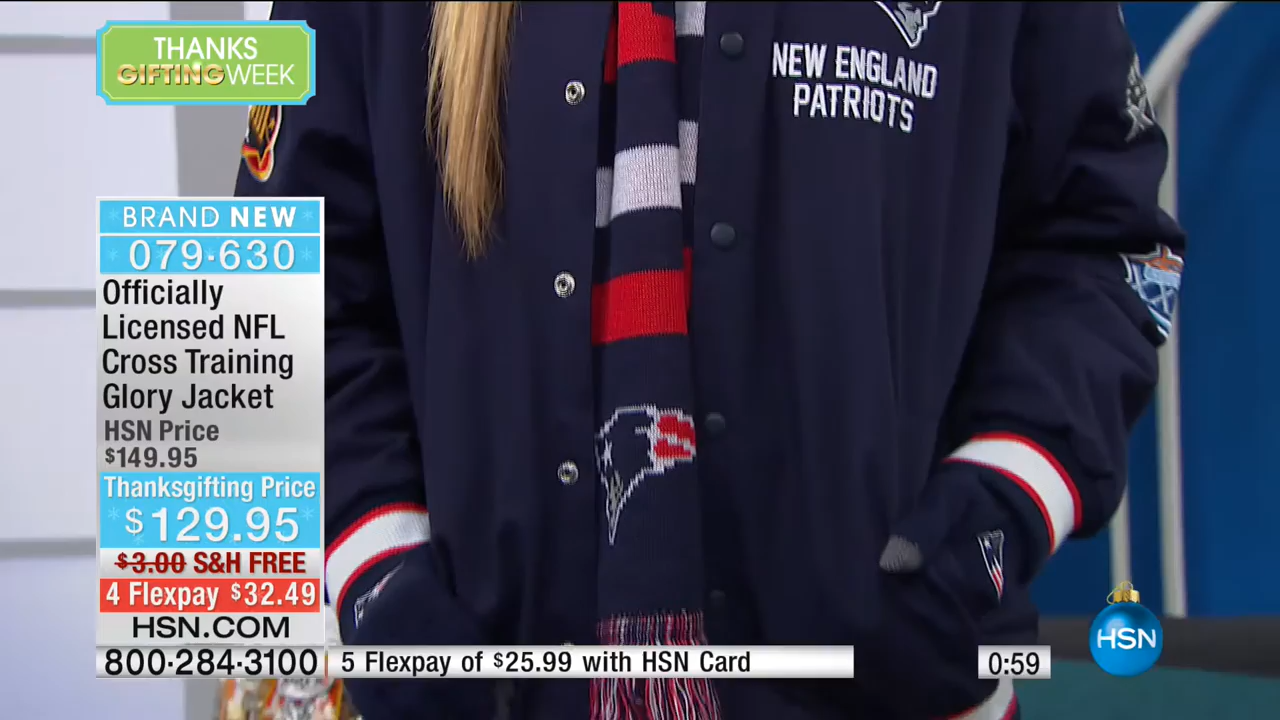 THANKS
GIFTING WEEK
BRAND NEW
079·630
Officially
Licensed NFL
Cross Training
Glory Jacket
HSN Price
$149.95
Thanksgifting Price
$129.95
$3.00 S&H FREE
4 Flexpay $32.49
HSN.COM
800·284·3100
5 Flexpay of $25.99 with HSN Card
0:59
HSN
NEW ENGLAND
PATRIOTS